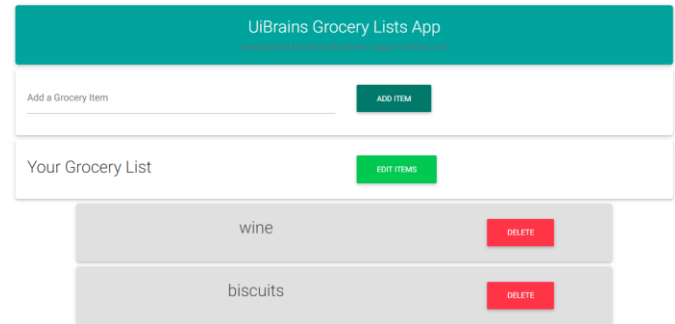 UiBrains Grocery Lists App
Add a Grocery Item
ADD ITEM
Your Grocery List
EDIT ITEMS
wine
DELETE
biscuits
DELETE